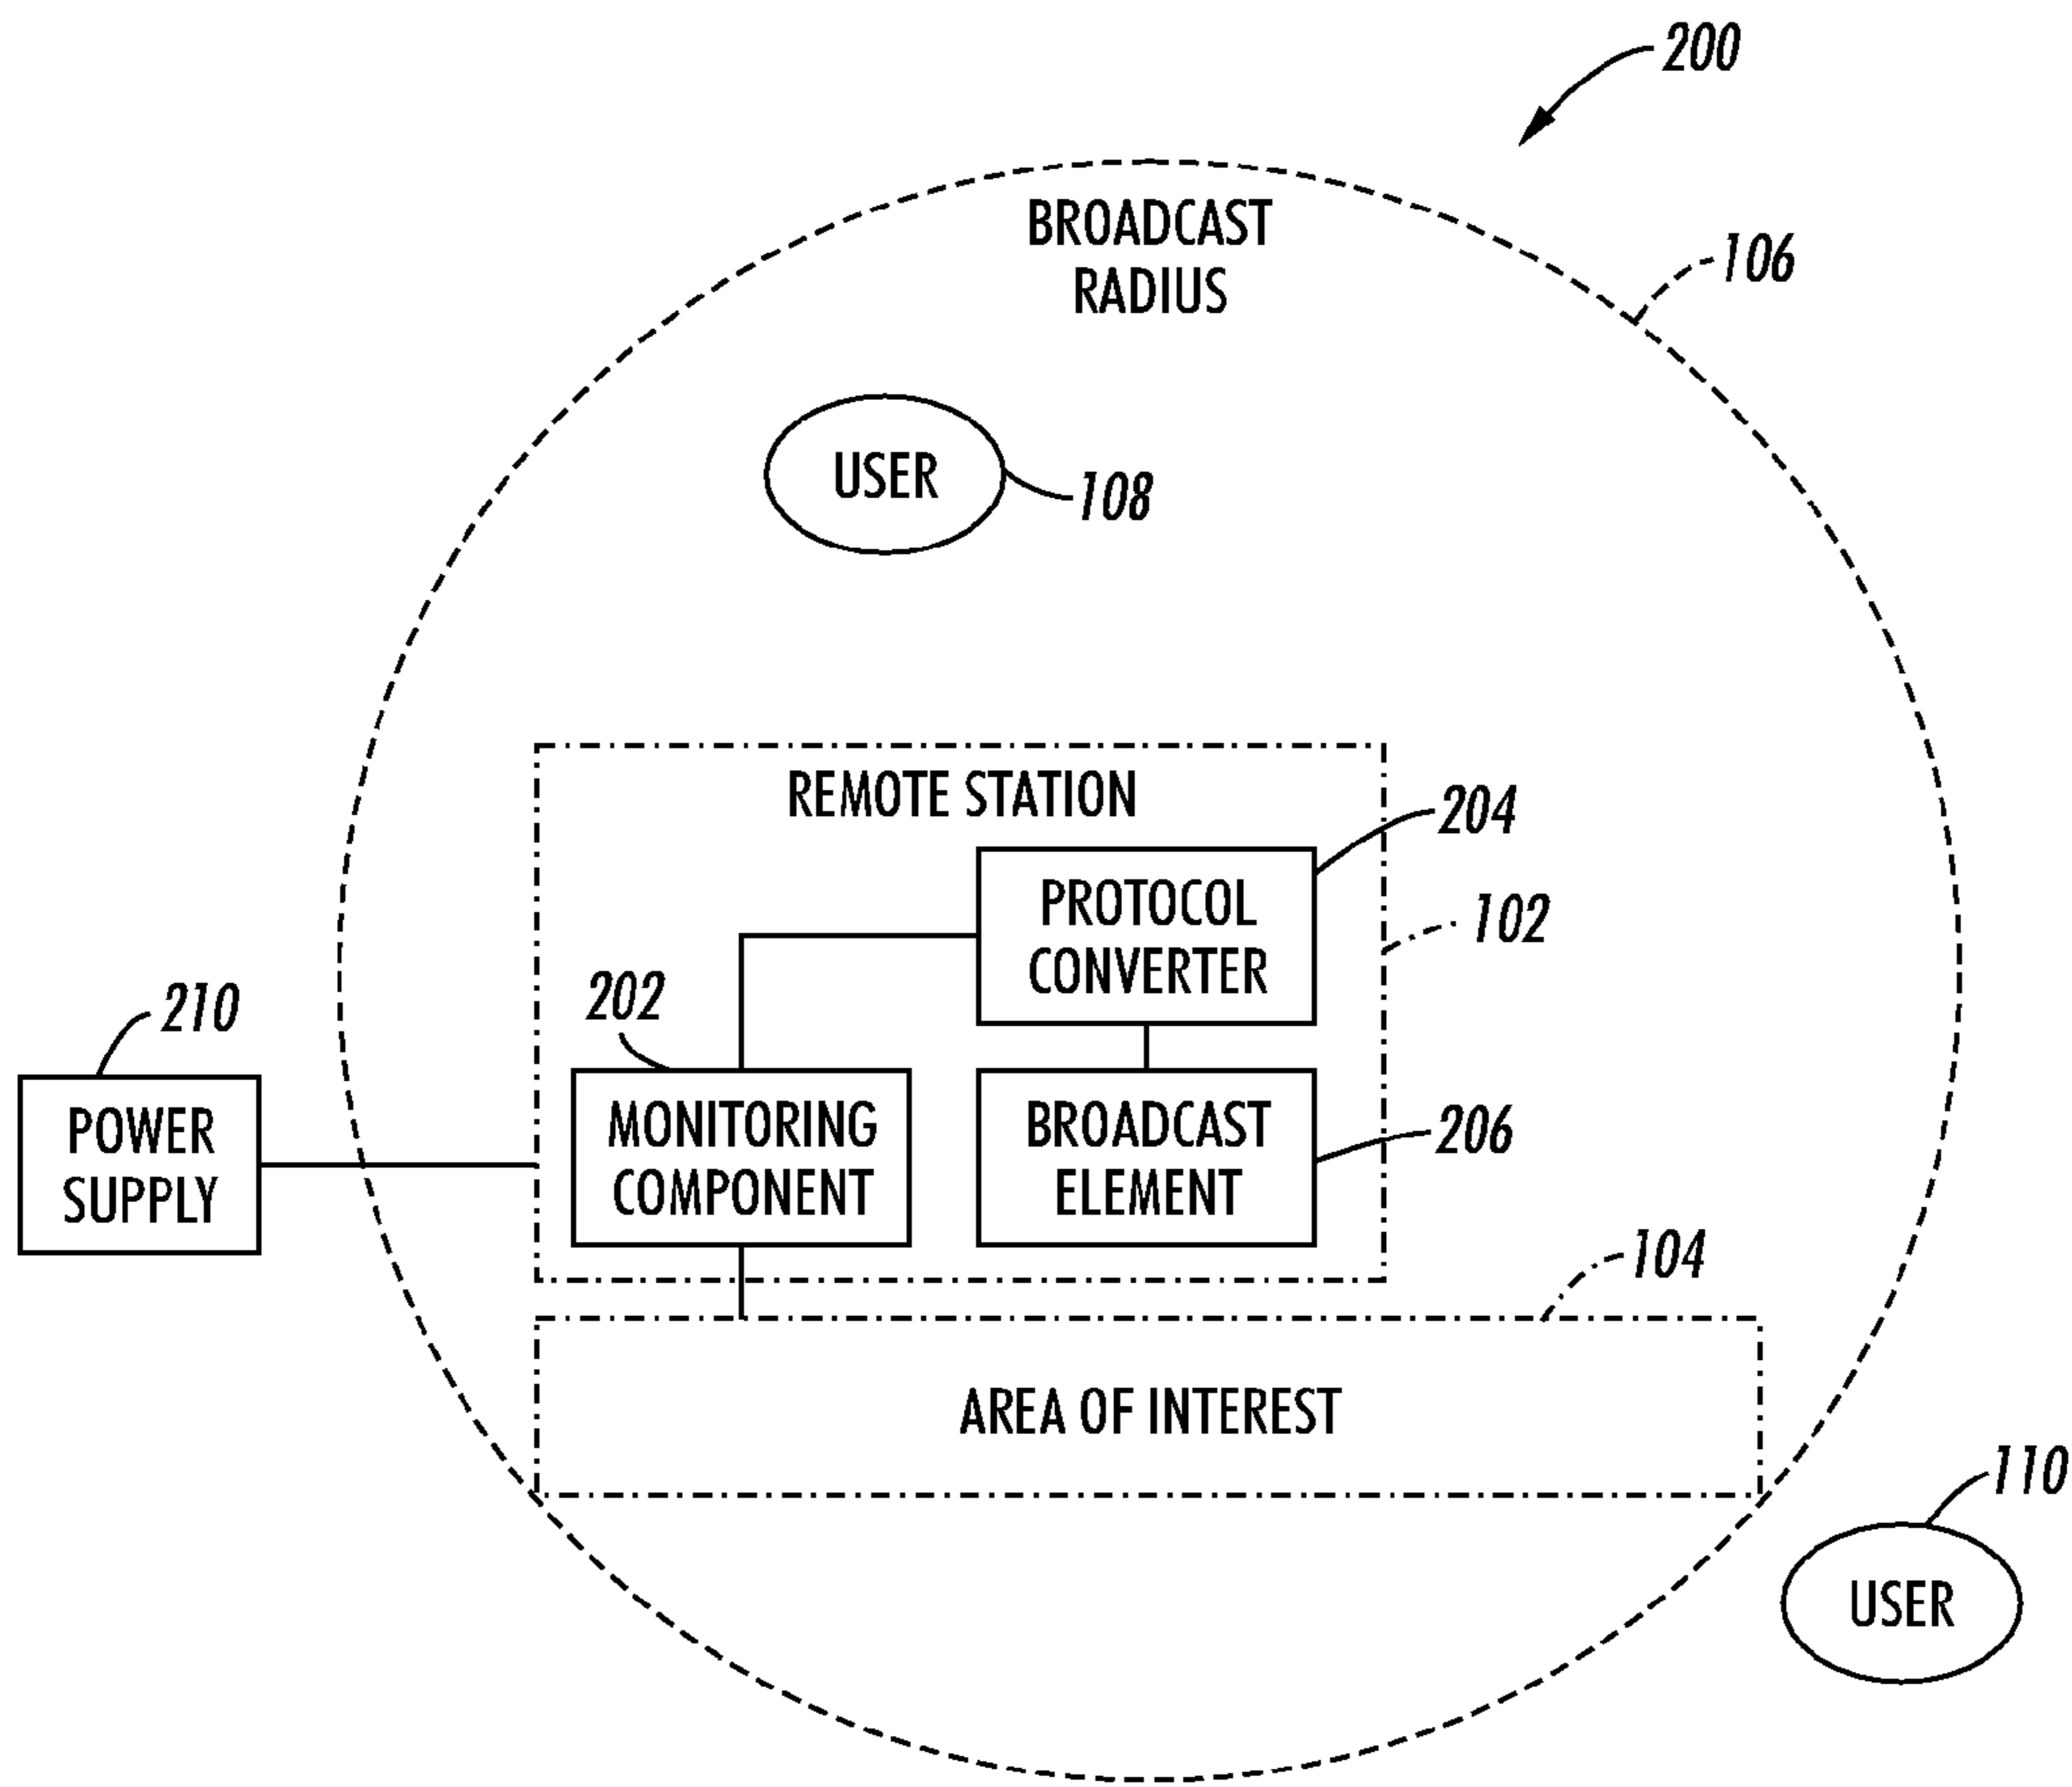 200
BROADCAST
RADIUS
106
USER
108
REMOTE STATION
204
PROTOCOL
CONVERTER
102
202
210
MONITORING
COMPONENT
BROADCAST
ELEMENT
206
POWER
SUPPLY
104
AREA OF INTEREST
110
USER